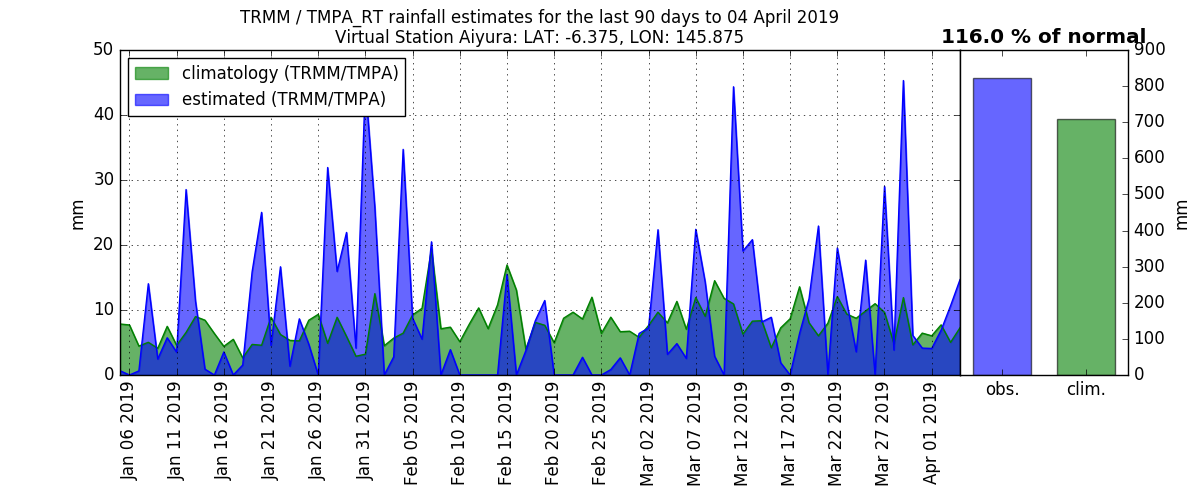 TRMM / TMPA_RT rainfall estimates for the last 90 days to 04 April 2019
Virtual Station Aiyura: LAT: -6.375, LON: 145.875
116.0 % of normal
climatology (TRMM/TMPA)
estimated (TRMM/TMPA)
50
40
30
20
10
0
mm
Jan 06 2019
Jan 11 2019
Jan 16 2019
Jan 21 2019
Jan 26 2019
Jan 31 2019
Feb 05 2019
Feb 10 2019
Feb 15 2019
Feb 20 2019
Feb 25 2019
Mar 02 2019
Mar 07 2019
Mar 12 2019
Mar 17 2019
Mar 22 2019
Mar 27 2019
Apr 01 2019
obs.
clim.
900
800
700
600
500
400
300
200
100
0
mm